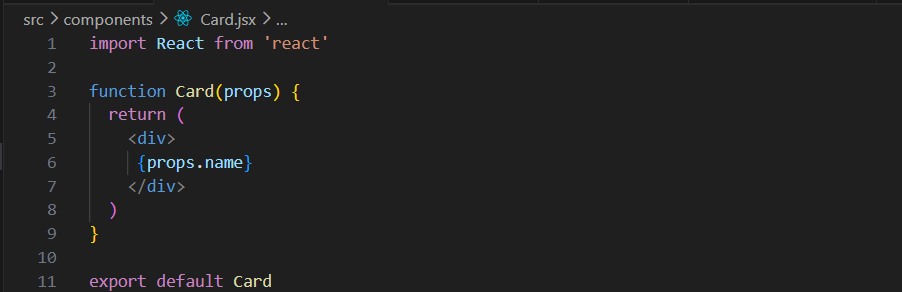 src > components > Card.jsx > ...
1 import React from 'react'
2
3 function Card(props) {
4   return (
5     <div>
6      {props.name}
7     </div>
8   )
9 }
10
11 export default Card